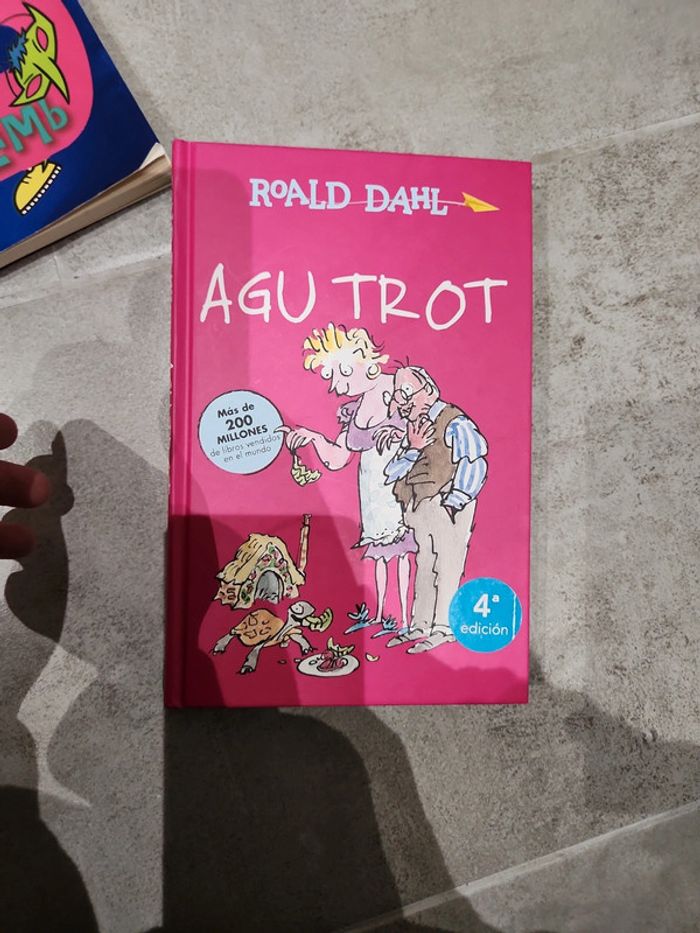 ROALD DAHL
AGU TROT
Más de
200
MILLONES
de libros vendidos
en el mundo
4ª
edición